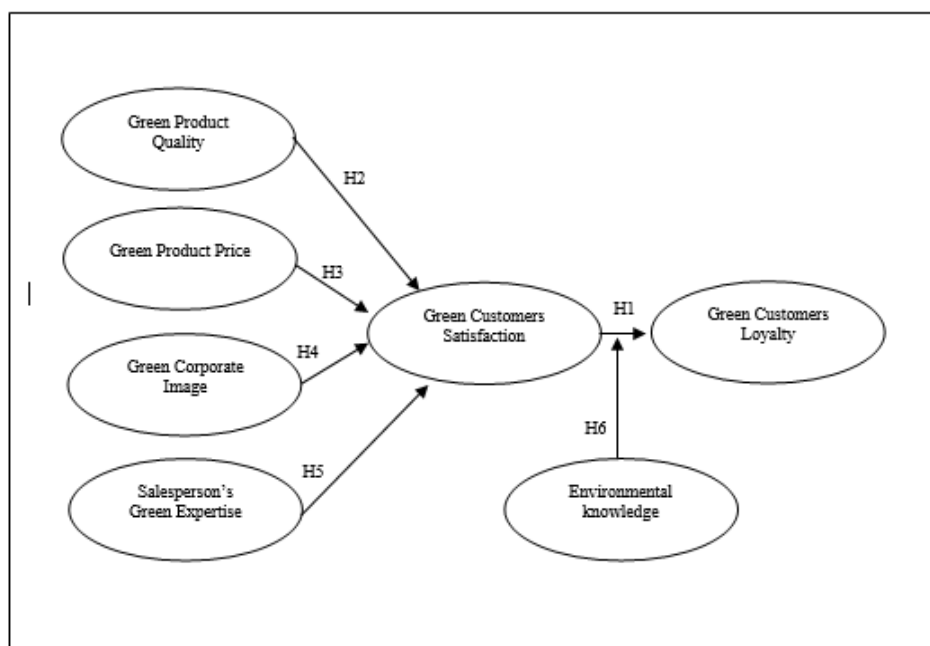 Green Product
Quality
H2
Green Product Price
H3
Green Customers
Satisfaction
H1
Green Customers
Loyalty
H4
Green Corporate
Image
H6
H5
Salesperson’s
Green Expertise
Environmental
knowledge